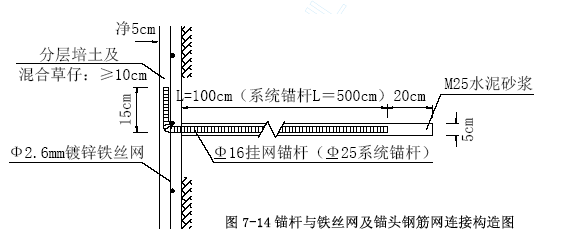 净5cm
分层培土及
混合草仔：≥10cm
L=100cm（系统锚杆L＝500cm）
20cm
M25水泥砂浆
15cm
5cm
Φ2.6mm镀锌铁丝网
Φ16挂网锚杆（Φ25系统锚杆）
图 7-14 锚杆与铁丝网及锚头钢筋网连接构造图